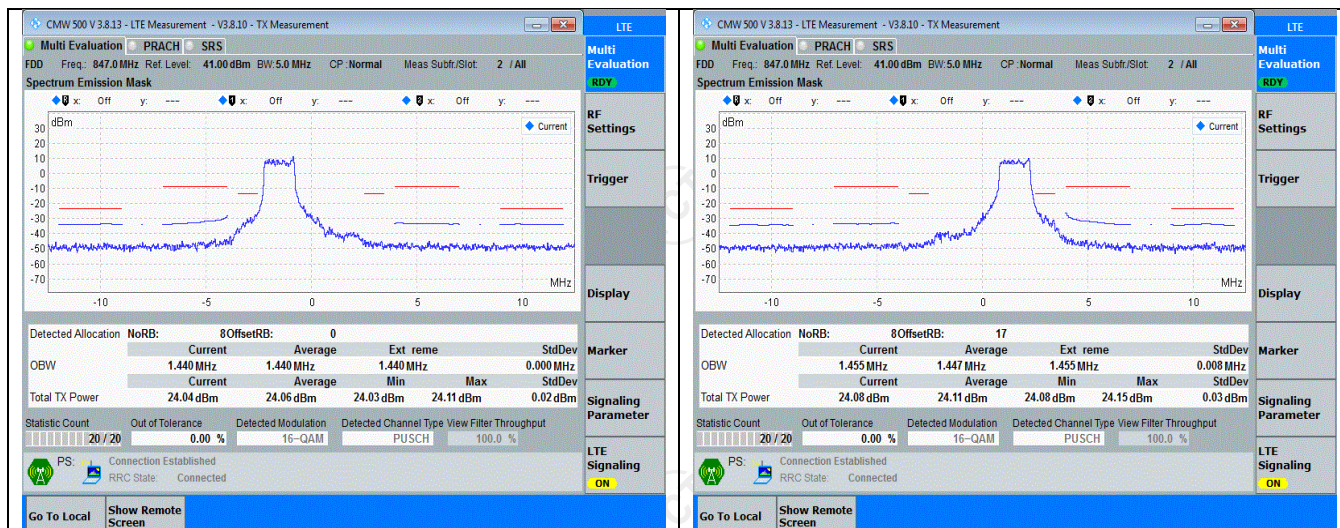 CMW 500 V 3.8.13 - LTE Measurement - V3.8.10 - TX Measurement
LTE
Multi Evaluation PRACH SRS
Multi Evaluation
RDY
FDD Freq.: 847.0 MHz Ref. Level: 41.00 dBm BW: 5.0 MHz CP : Normal Meas Subfr./Slot: 2 / All
Spectrum Emission Mask
x: Off y: --- x: Off y: --- x: Off y: ---
dBm
Current
30
20
10
0
-10
-20
-30
-40
-50
-60
-70
MHz
-10 -5 0 5 10
RF Settings
Trigger
Display
Marker
Signaling Parameter
LTE Signaling
ON
Detected Allocation NoRB: 8 OffsetRB: 0
Current Average Ext reme StdDev
OBW 1.440 MHz 1.440 MHz 1.440 MHz 0.000 MHz
Current Average Min Max StdDev
Total TX Power 24.04 dBm 24.06 dBm 24.03 dBm 24.11 dBm 0.02 dBm
Statistic Count Out of Tolerance Detected Modulation Detected Channel Type View Filter Throughput
20 / 20 0.00 % 16-QAM PUSCH 100.0 %
PS: Connection Established
RRC State: Connected
Go To Local Show Remote Screen
CMW 500 V 3.8.13 - LTE Measurement - V3.8.10 - TX Measurement
LTE
Multi Evaluation PRACH SRS
Multi Evaluation
RDY
FDD Freq.: 847.0 MHz Ref. Level: 41.00 dBm BW: 5.0 MHz CP : Normal Meas Subfr./Slot: 2 / All
Spectrum Emission Mask
x: Off y: --- x: Off y: --- x: Off y: ---
dBm
Current
30
20
10
0
-10
-20
-30
-40
-50
-60
-70
MHz
-10 -5 0 5 10
RF Settings
Trigger
Display
Marker
Signaling Parameter
LTE Signaling
ON
Detected Allocation NoRB: 8 OffsetRB: 17
Current Average Ext reme StdDev
OBW 1.455 MHz 1.447 MHz 1.455 MHz 0.008 MHz
Current Average Min Max StdDev
Total TX Power 24.08 dBm 24.11 dBm 24.08 dBm 24.15 dBm 0.03 dBm
Statistic Count Out of Tolerance Detected Modulation Detected Channel Type View Filter Throughput
20 / 20 0.00 % 16-QAM PUSCH 100.0 %
PS: Connection Established
RRC State: Connected
Go To Local Show Remote Screen